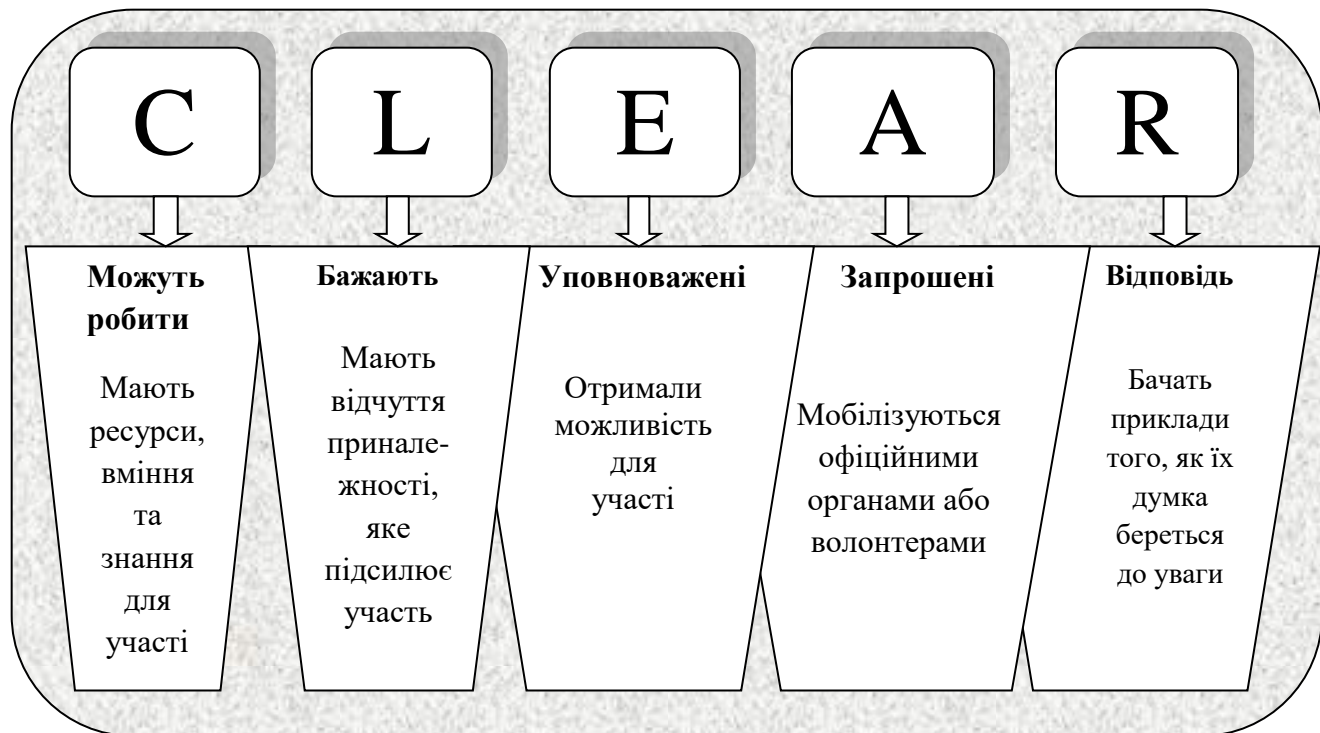 C
L
E
A
R
Можуть
робити
Мають
ресурси,
вміння
та
знання
для
участі
Бажають
Мають
відчуття
принале-
жності,
яке
підсилює
участь
Уповноважені
Отримали
можливість
для
участі
Запрошені
Мобілізуються
офіційними
органами або
волонтерами
Відповідь
Бачать
приклади
того, як їх
думка
береться
до уваги